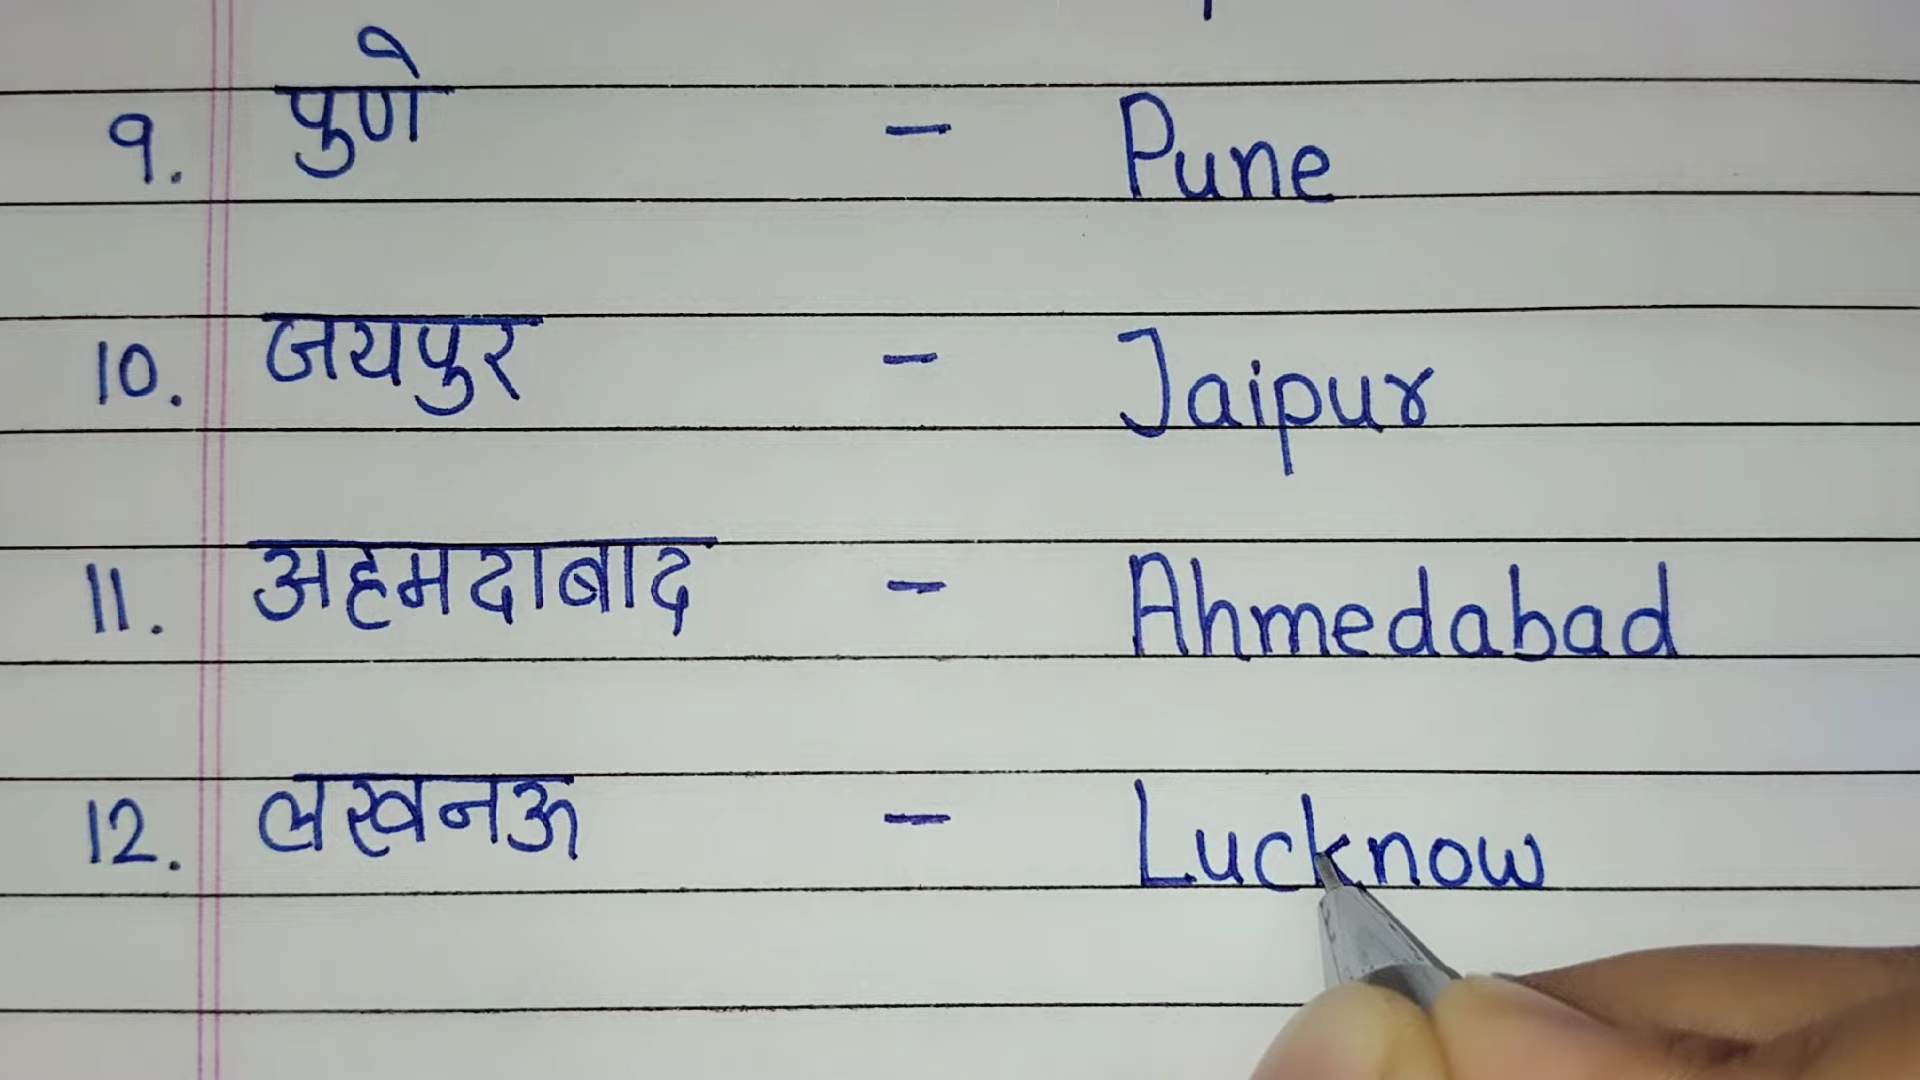 9. पुणे - Pune
10. जयपुर - Jaipur
11. अहमदाबाद - Ahmedabad
12. लखनऊ - Lucknow